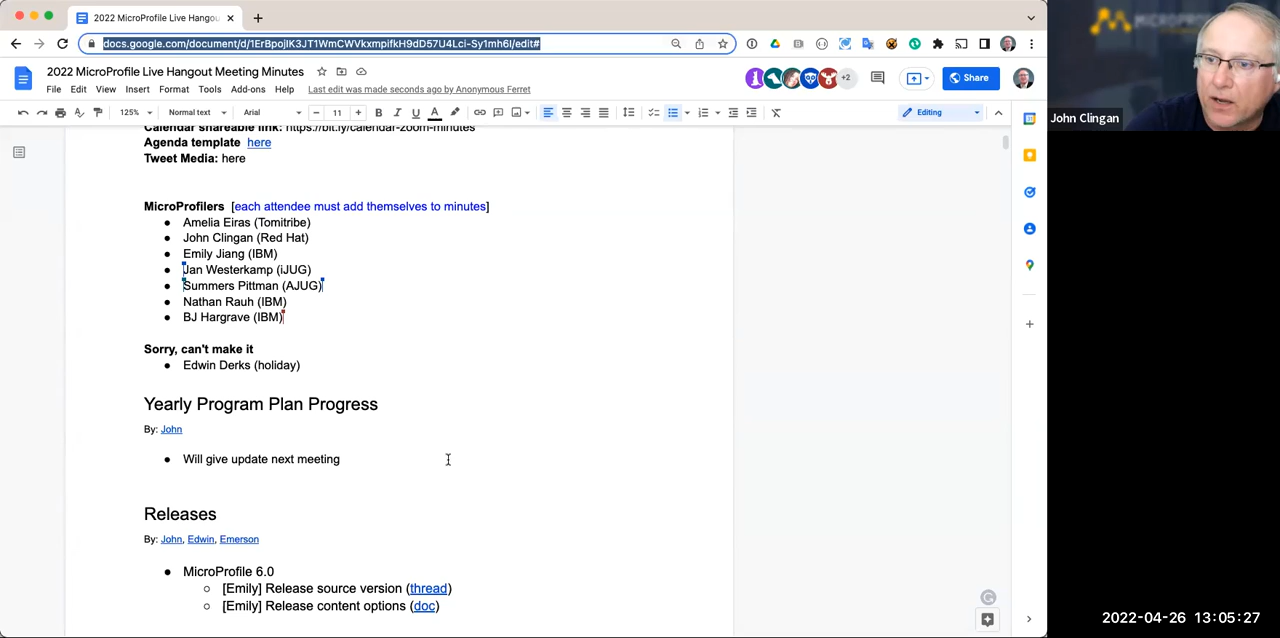 2022 MicroProfile Live Hangou
docs.google.com/document/d/1ErBpojIK3JT1WmCWVkxmpifkH9dD57U4Lci-Sy1mh6I/edit#
2022 MicroProfile Live Hangout Meeting Minutes
File Edit View Insert Format Tools Add-ons Help Last edit was made seconds ago by Anonymous Ferret
+2
Share
125% Normal text Arial 11 B I U A Editing
John Clingan
Calendar shareable link: https://bit.ly/calendar-zoom-minutes
Agenda template here
Tweet Media: here
MicroProfilers [each attendee must add themselves to minutes]
● Amelia Eiras (Tomitribe)
● John Clingan (Red Hat)
● Emily Jiang (IBM)
● Jan Westerkamp (iJUG)
● Summers Pittman (AJUG)
● Nathan Rauh (IBM)
● BJ Hargrave (IBM)
Sorry, can't make it
● Edwin Derks (holiday)
Yearly Program Plan Progress
By: John
● Will give update next meeting
Releases
By: John, Edwin, Emerson
● MicroProfile 6.0
○ [Emily] Release source version (thread)
○ [Emily] Release content options (doc)
2022-04-26 13:05:27